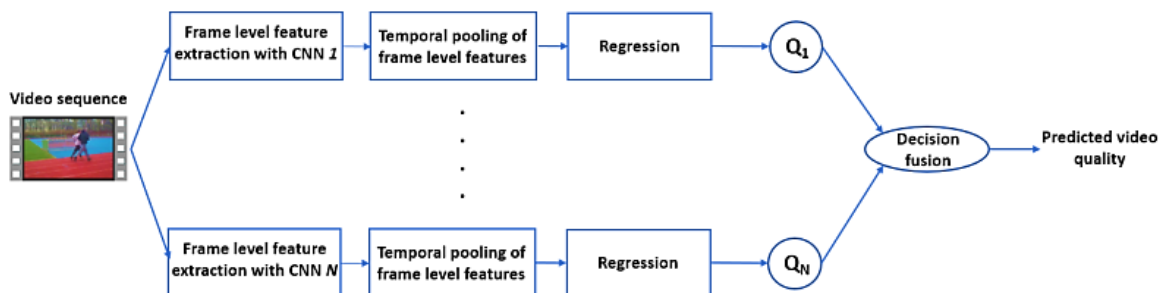 Video sequence
Frame level feature
extraction with CNN 1
Temporal pooling of
frame level features
Regression
Q1
Frame level feature
extraction with CNN N
Temporal pooling of
frame level features
Regression
QN
Decision
fusion
Predicted video
quality